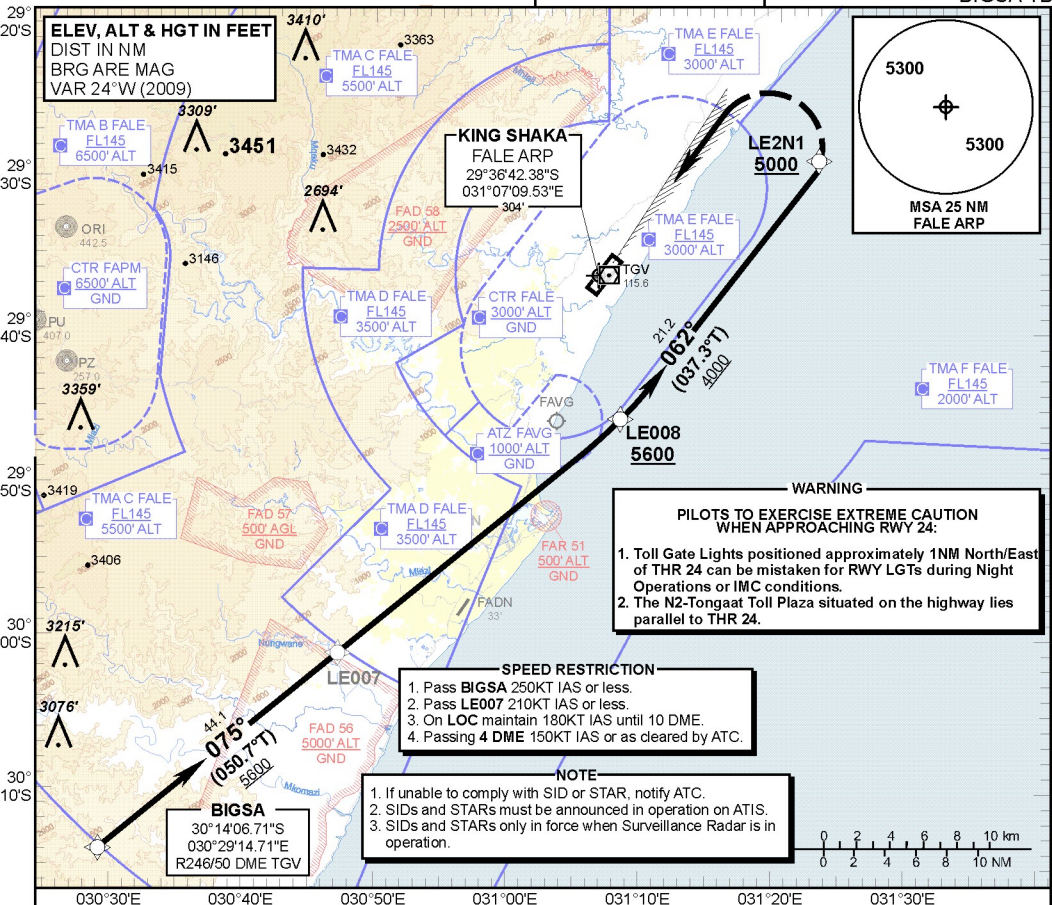 BIGSA 1B
29°
20'S
29°
30'S
29°
40'S
29°
50'S
30°
00'S
30°
10'S
ELEV, ALT & HGT IN FEET
DIST IN NM
BRG ARE MAG
VAR 24°W (2009)
3410'
3363
TMA C FALE
FL145
5500' ALT
TMA E FALE
FL145
3000' ALT
5300
5300
MSA 25 NM
FALE ARP
3309'
3451
TMA B FALE
FL145
6500' ALT
3415
3432
2694'
KING SHAKA
FALE ARP
29°36'42.38"S
031°07'09.53"E
304'
LE2N1
5000
FAD 58
2500' ALT
GND
TMA E FALE
FL145
3000' ALT
ORI
442.5
3146
CTR FAPM
6500' ALT
GND
TGV
115.6
TMA D FALE
FL145
3500' ALT
CTR FALE
3000' ALT
GND
PU
407.0
PZ
257.0
3359'
Mlazi
21.2
062°
(037.3°T)
4000
TMA F FALE
FL145
2000' ALT
FAVG
ATZ FAVG
1000' ALT
GND
LE008
5600
3419
TMA C FALE
FL145
5500' ALT
FAD 57
500' AGL
GND
TMA D FALE
FL145
3500' ALT
FAR 51
500' ALT
GND
3406
Mlazi
FADN
33'
WARNING
PILOTS TO EXERCISE EXTREME CAUTION
WHEN APPROACHING RWY 24:
1. Toll Gate Lights positioned approximately 1NM North/East
of THR 24 can be mistaken for RWY LGTs during Night
Operations or IMC conditions.
2. The N2-Tongaat Toll Plaza situated on the highway lies
parallel to THR 24.
3215'
Nungwane
LE007
3076'
44.1
075°
(050.7°T)
5600
FAD 56
5000' ALT
GND
Mkomazi
SPEED RESTRICTION
1. Pass BIGSA 250KT IAS or less.
2. Pass LE007 210KT IAS or less.
3. On LOC maintain 180KT IAS until 10 DME.
4. Passing 4 DME 150KT IAS or as cleared by ATC.
NOTE
1. If unable to comply with SID or STAR, notify ATC.
2. SIDs and STARs must be announced in operation on ATIS.
3. SIDs and STARs only in force when Surveillance Radar is in
operation.
BIGSA
30°14'06.71"S
030°29'14.71"E
R246/50 DME TGV
0 2 4 6 8 10 km
0 2 4 6 8 10 NM
030°30'E
030°40'E
030°50'E
031°00'E
031°10'E
031°20'E
031°30'E